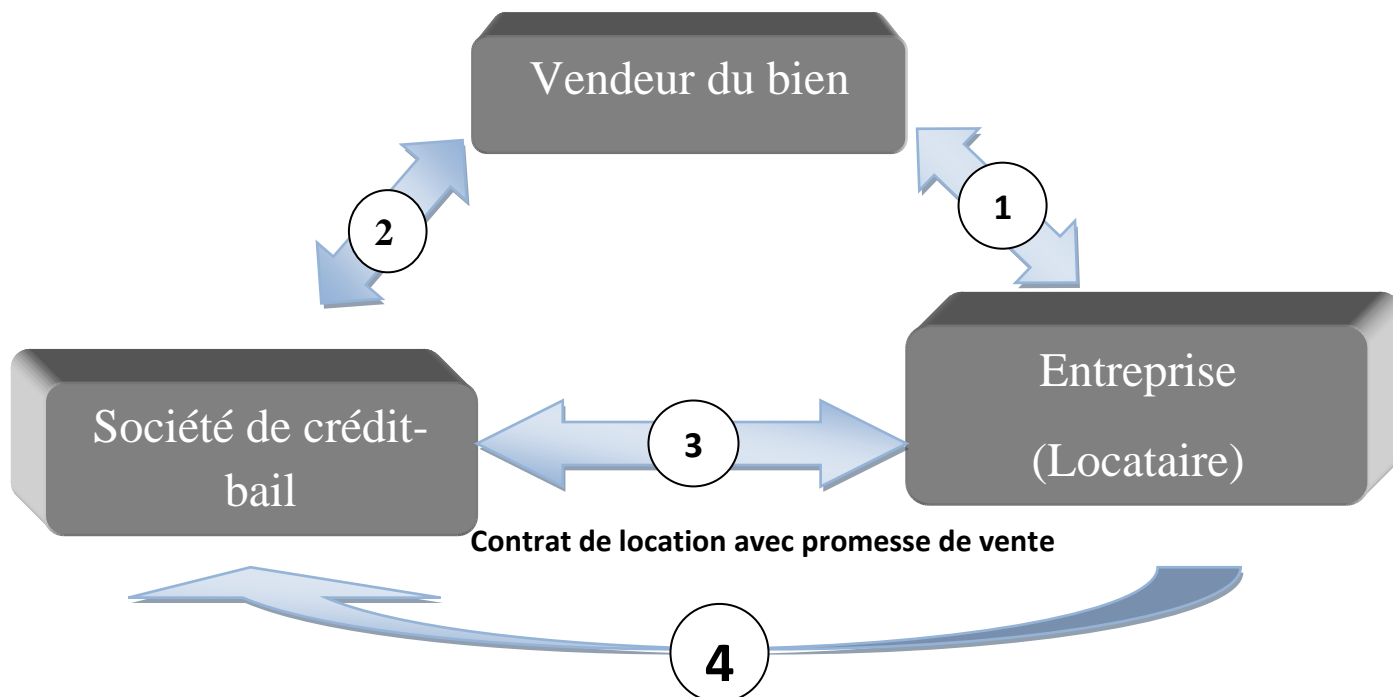 Vendeur du bien
1
2
Entreprise
(Locataire)
Société de crédit-
bail
3
Contrat de location avec promesse de vente
4